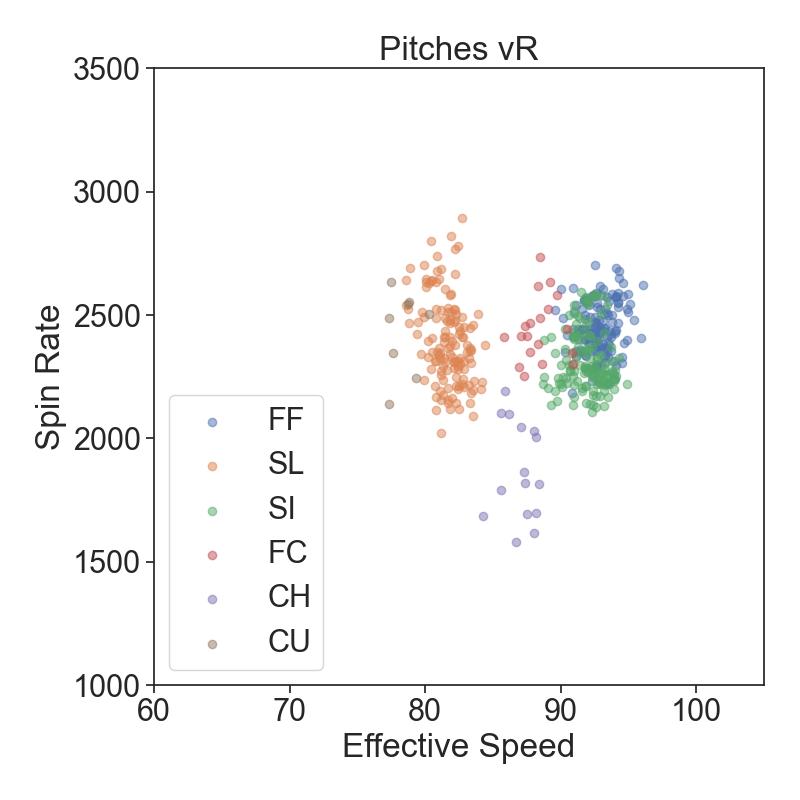 Pitches vR
3500
3000
2500
2000
1500
1000
Spin Rate
FF
SL
SI
FC
CH
CU
60 70 80 90 100
Effective Speed